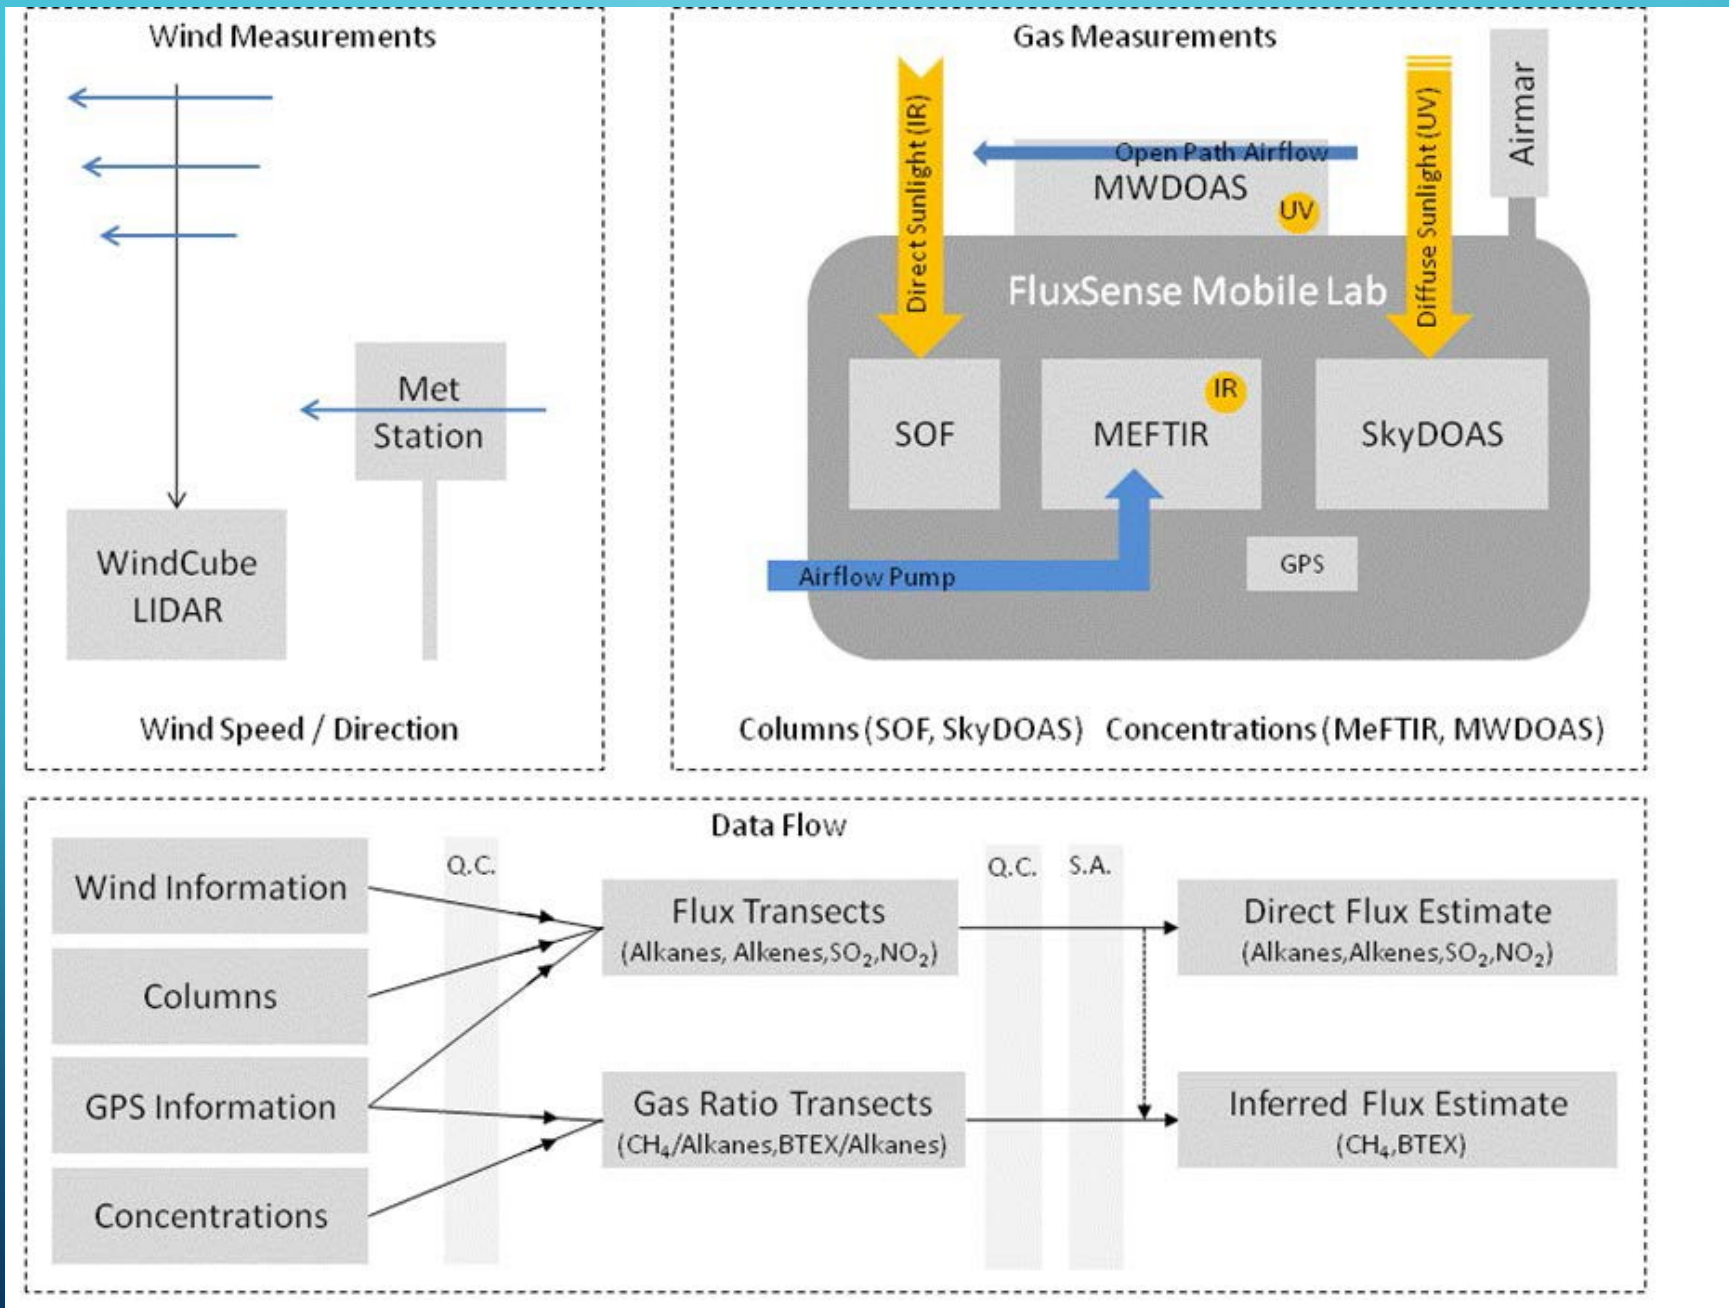 Wind Measurements
Met
Station
WindCube
LIDAR
Wind Speed / Direction
Gas Measurements
Direct Sunlight (IR)
Open Path Airflow
MWDOAS
UV
Diffuse Sunlight (UV)
Airmar
FluxSense Mobile Lab
SOF
MEFTIR
IR
SkyDOAS
Airflow Pump
GPS
Columns (SOF, SkyDOAS) Concentrations (MeFTIR, MWDOAS)
Data Flow
Wind Information
Columns
GPS Information
Concentrations
Q.C.
Flux Transects
(Alkanes, Alkenes,SO₂,NO₂)
Gas Ratio Transects
(CH₄/Alkanes,BTEX/Alkanes)
Q.C.
S.A.
Direct Flux Estimate
(Alkanes,Alkenes,SO₂,NO₂)
Inferred Flux Estimate
(CH₄,BTEX)